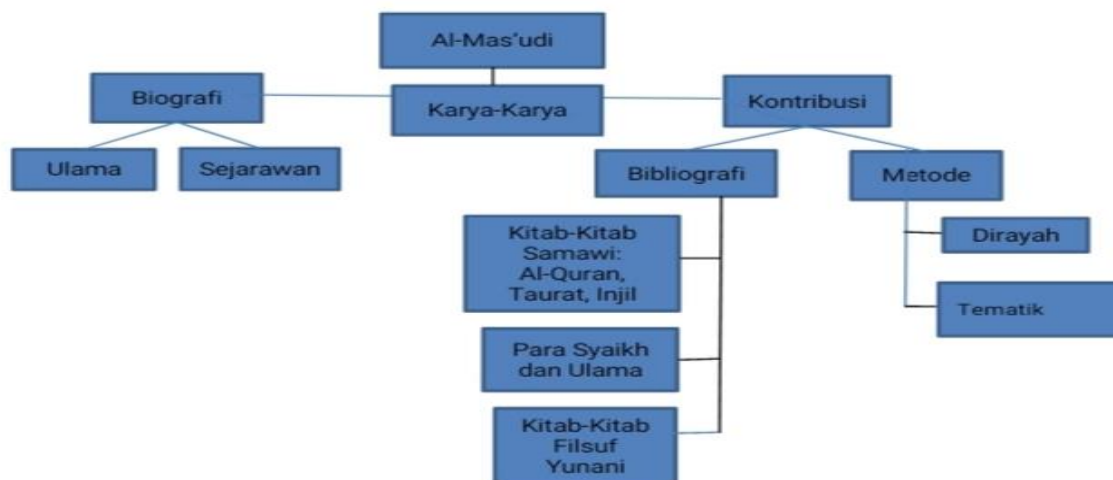 Al-Mas'udi
Biografi
Karya-Karya
Kontribusi
Ulama
Sejarawan
Bibliografi
Metode
Kitab-Kitab
Samawi:
Al-Quran,
Taurat, Injil
Dirayah
Tematik
Para Syaikh
dan Ulama
Kitab-Kitab
Filsuf
Yunani